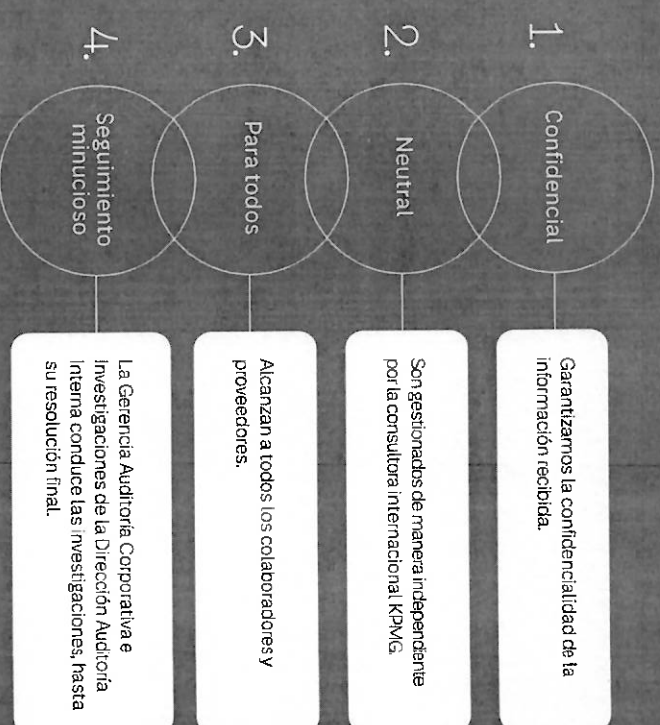 1.
Confidencial
Garantizamos la confidencialidad de la
información recibida.
2.
Neutral
Son gestionados de manera independiente
por la consultora internacional KPMG.
3.
Para todos
Alcanzan a todos los colaboradores y
proveedores.
4.
Seguimiento
minucioso
La Gerencia Auditoría Corporativa e
Investigaciones de la Dirección Auditoría
Interna conduce las investigaciones, hasta
su resolución final.